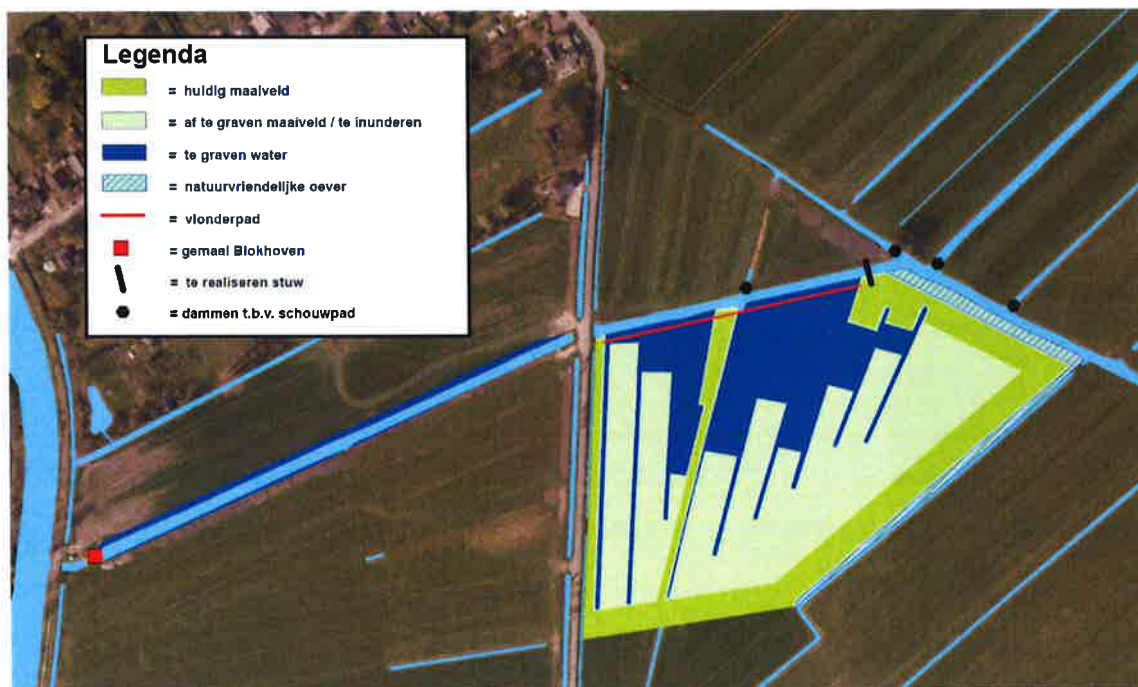 Legenda
= huidig maaiveld
= af te graven maaiveld / te inunderen
= te graven water
= natuurvriendelijke oever
= vlonderpad
= gemaal Blokhoven
= te realiseren stuw
= dammen t.b.v. schouwpad